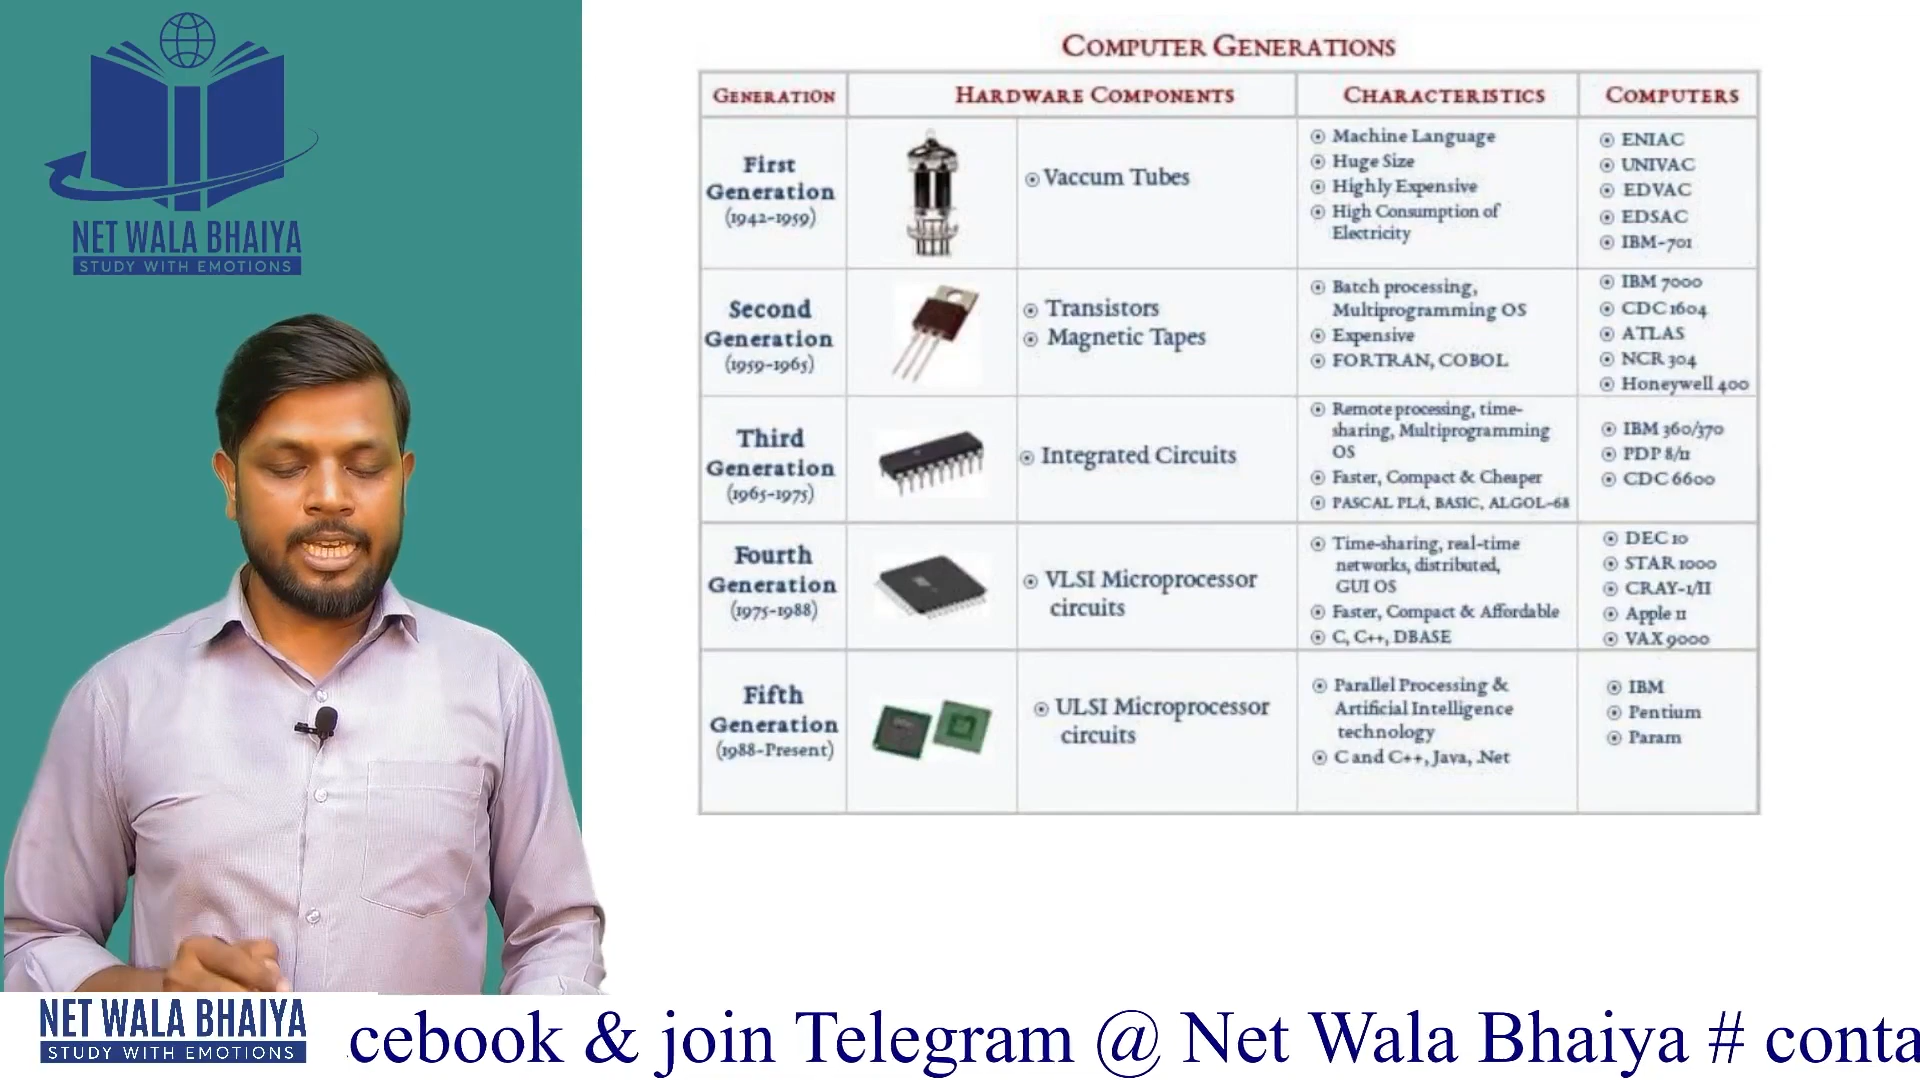 NET WALA BHAIYA
STUDY WITH EMOTIONS
COMPUTER GENERATIONS
GENERATION
HARDWARE COMPONENTS
CHARACTERISTICS
COMPUTERS
First
Generation
(1942-1959)
Vaccum Tubes
Machine Language
Huge Size
Highly Expensive
High Consumption of
Electricity
ENIAC
UNIVAC
EDVAC
EDSAC
IBM-701
Second
Generation
(1959-1965)
Transistors
Magnetic Tapes
Batch processing,
Multiprogramming OS
Expensive
FORTRAN, COBOL
IBM 7000
CDC 1604
ATLAS
NCR 304
Honeywell 400
Third
Generation
(1965-1975)
Integrated Circuits
Remote processing, time-
sharing, Multiprogramming
OS
Faster, Compact & Cheaper
PASCAL PL/1, BASIC, ALGOL-68
IBM 360/370
PDP 8/11
CDC 6600
Fourth
Generation
(1975-1988)
VLSI Microprocessor
circuits
Time-sharing, real-time
networks, distributed,
GUI OS
Faster, Compact & Affordable
C, C++, DBASE
DEC 10
STAR 1000
CRAY-1/II
Apple II
VAX 9000
Fifth
Generation
(1988-Present)
ULSI Microprocessor
circuits
Parallel Processing &
Artificial Intelligence
technology
C and C++, Java, .Net
IBM
Pentium
Param
NET WALA BHAIYA
STUDY WITH EMOTIONS
cebook & join Telegram @ Net Wala Bhaiya # conta